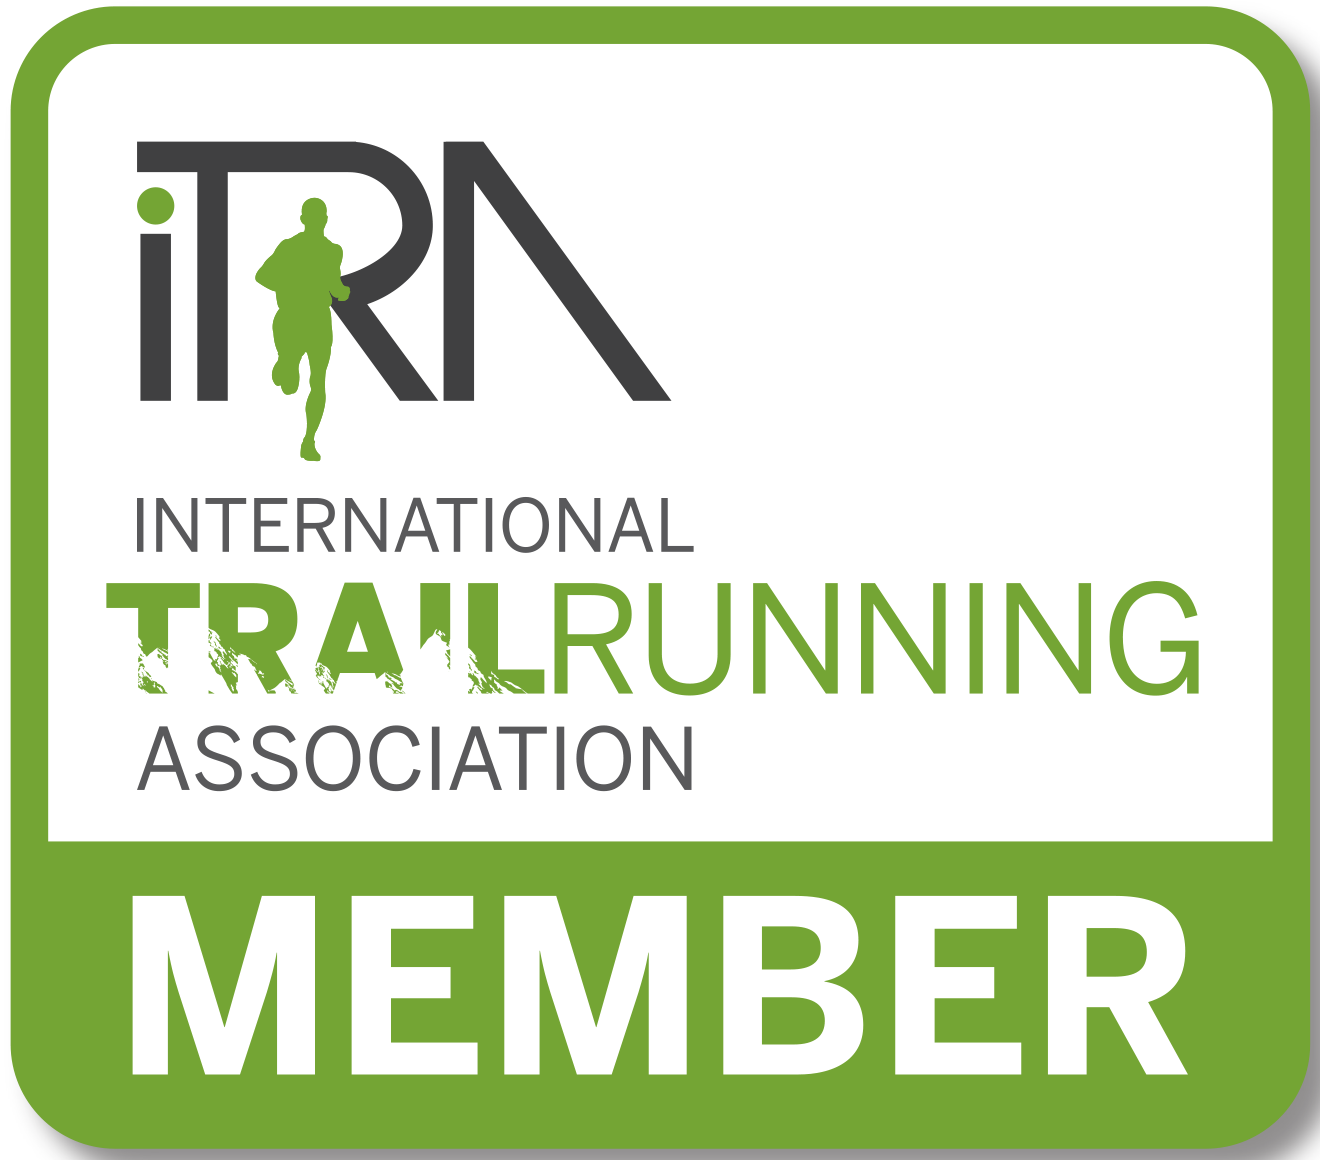 iTRA
INTERNATIONAL
TRAILRUNNING
ASSOCIATION
MEMBER